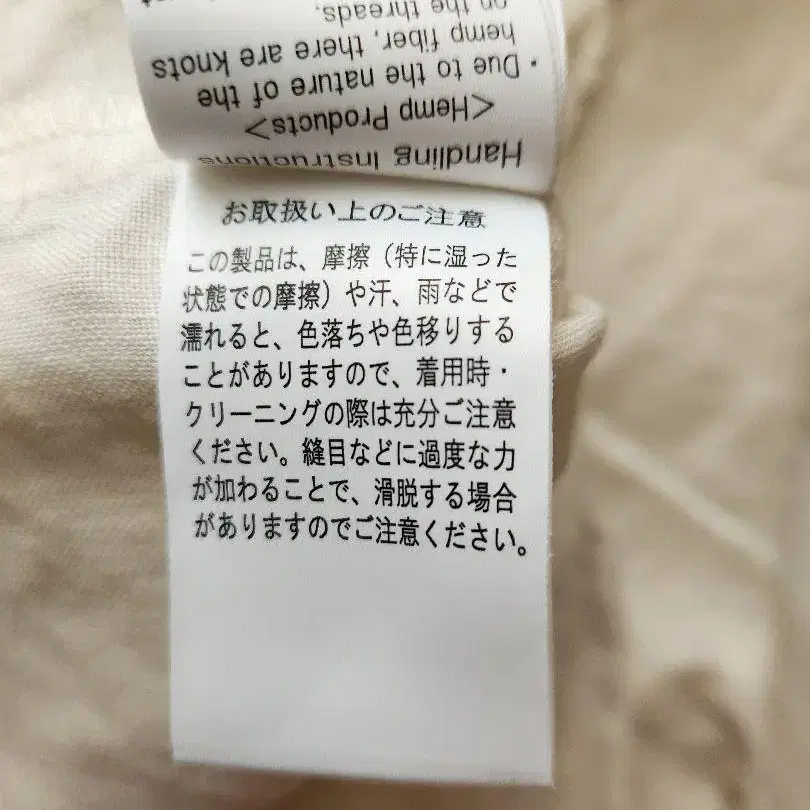 Handling Instructions
<Hemp Products>
・Due to the nature of the
hemp fiber, there are knots
on the threads.
お取扱い上のご注意
この製品は、摩擦（特に湿った
状態での摩擦）や汗、雨などで
濡れると、色落ちや色移りする
ことがありますので、着用時・
クリーニングの際は充分ご注意
ください。縫目などに過度な力
が加わることで、滑脱する場合
がありますのでご注意ください。